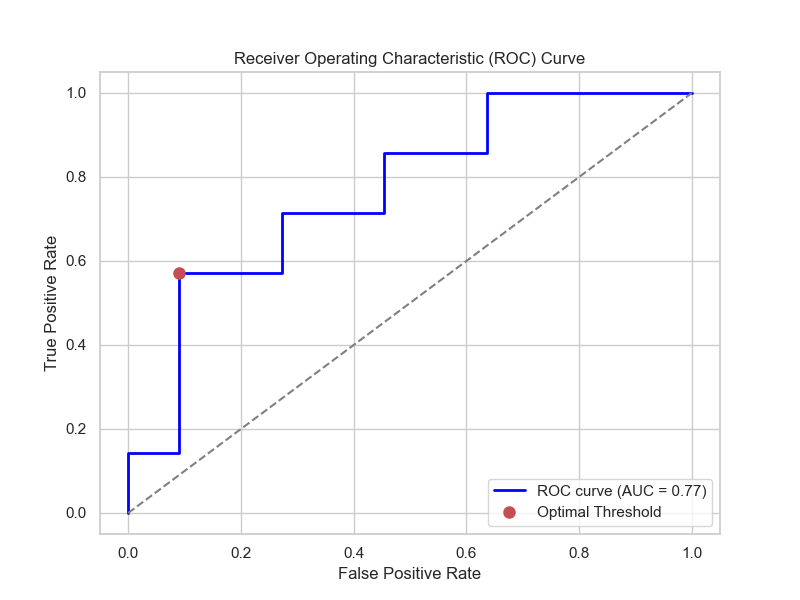 Receiver Operating Characteristic (ROC) Curve
True Positive Rate
1.0
0.8
0.6
0.4
0.2
0.0
0.0 0.2 0.4 0.6 0.8 1.0
False Positive Rate
ROC curve (AUC = 0.77)
Optimal Threshold